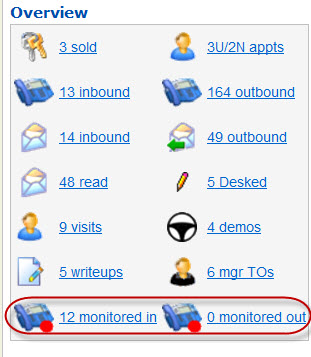 Overview
3 sold 3U/2N appts
13 inbound 164 outbound
14 inbound 49 outbound
48 read 5 Desked
9 visits 4 demos
5 writeups 6 mgr TOs
12 monitored in 0 monitored out